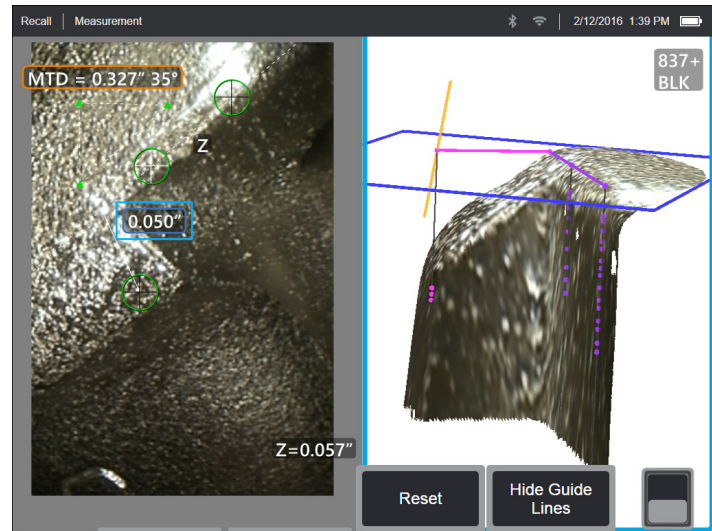 Recall | Measurement
2/12/2016 1:39 PM
MTD = 0.327" 35°
Z
0.050"
Z=0.057"
837+
BLK
Reset
Hide Guide
Lines